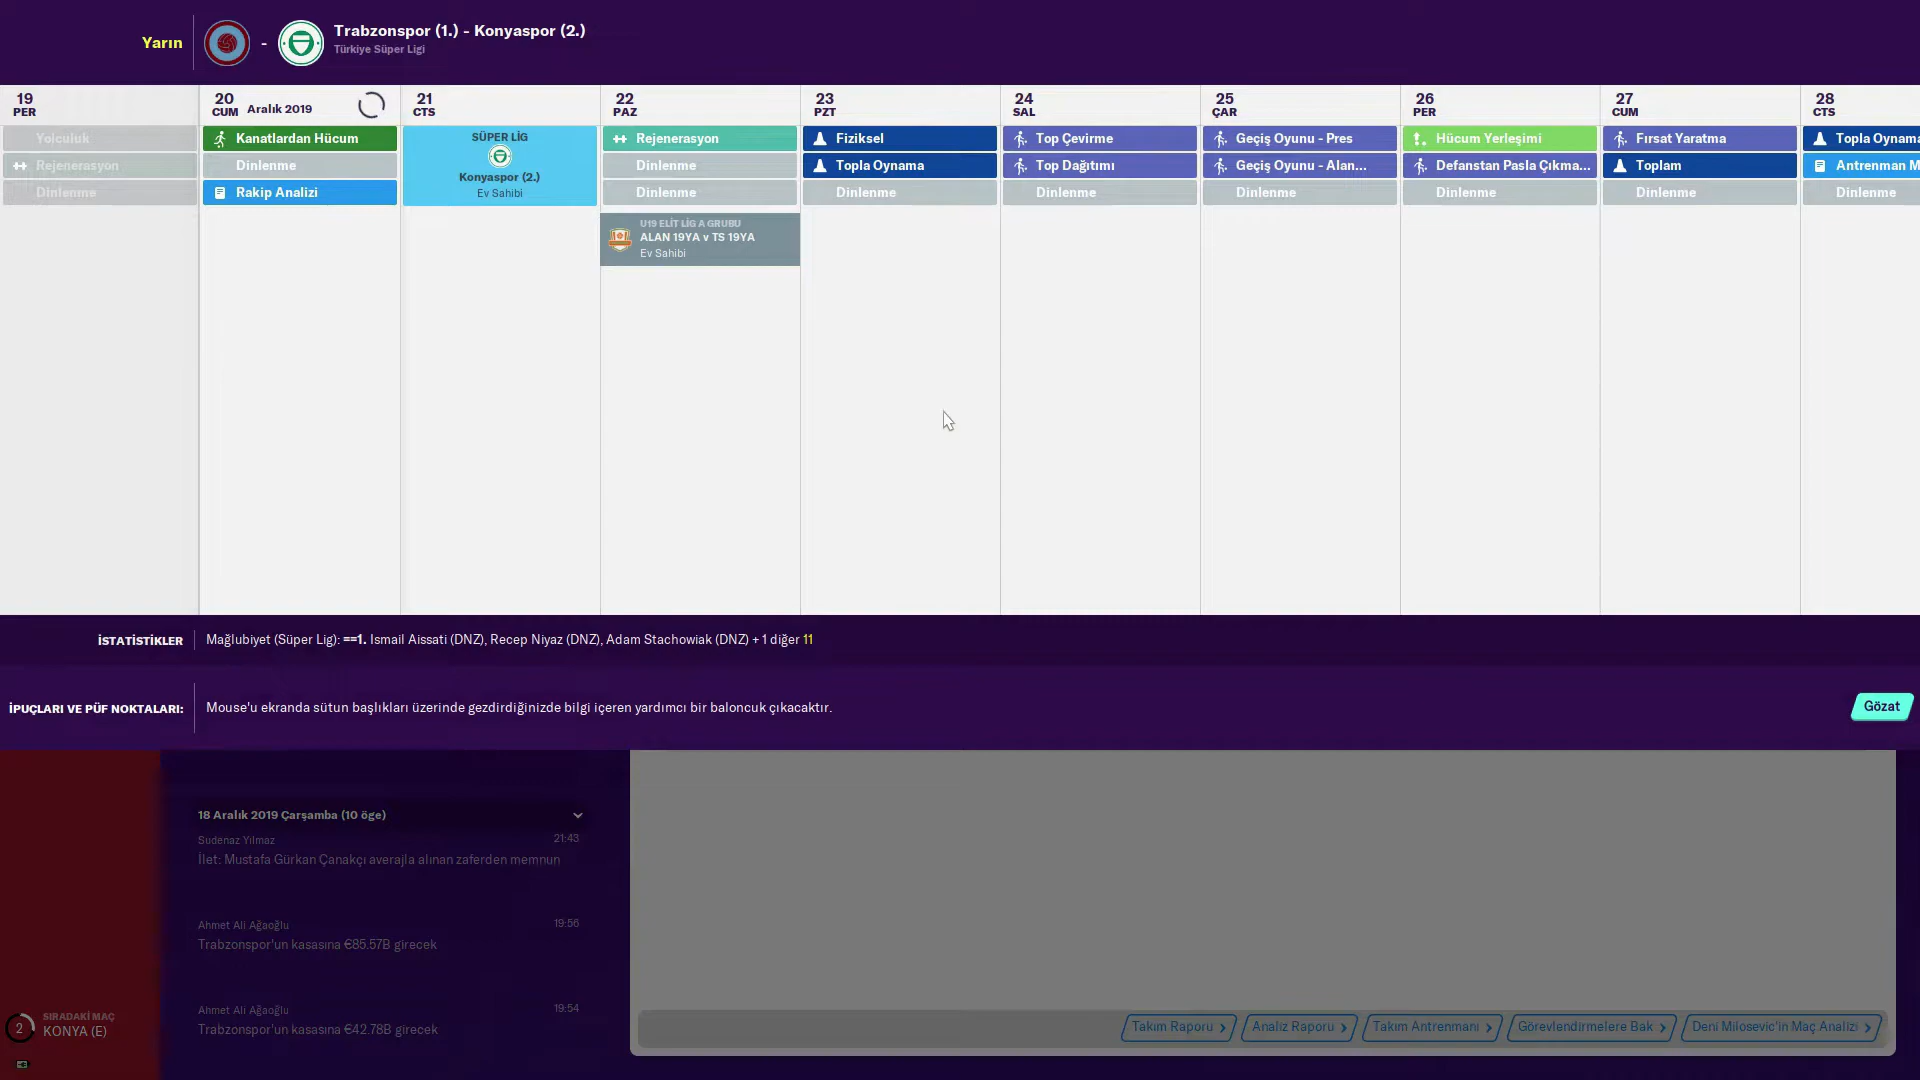 Yarın
-
Trabzonspor (1.) - Konyaspor (2.)
Türkiye Süper Ligi
19
PER
Yolculuk
Rejenerasyon
Dinlenme
20
CUM Aralık 2019
Kanatlardan Hücum
Dinlenme
Rakip Analizi
21
CTS
SÜPER LİG
Konyaspor (2.)
Ev Sahibi
22
PAZ
Rejenerasyon
Dinlenme
Dinlenme
U19 ELİT LİG A GRUBU
ALAN 19YA v TS 19YA
Ev Sahibi
23
PZT
Fiziksel
Topla Oynama
Dinlenme
24
SAL
Top Çevirme
Top Dağıtımı
Dinlenme
25
ÇAR
Geçiş Oyunu - Pres
Geçiş Oyunu - Alan...
Dinlenme
26
PER
Hücum Yerleşimi
Defanstan Pasla Çıkma...
Dinlenme
27
CUM
Fırsat Yaratma
Toplam
Dinlenme
28
CTS
Topla Oynama
Antrenman M
Dinlenme
İSTATİSTİKLER
Mağlubiyet (Süper Lig): ==1. Ismail Aissati (DNZ), Recep Niyaz (DNZ), Adam Stachowiak (DNZ) + 1 diğer 11
İPUÇLARI VE PÜF NOKTALARI:
Mouse'u ekranda sütun başlıkları üzerinde gezdirdiğinizde bilgi içeren yardımcı bir baloncuk çıkacaktır.
Gözat
18 Aralık 2019 Çarşamba (10 öge)
Sudenaz Yılmaz 21:43
İlet: Mustafa Gürkan Çanakçı averajla alınan zaferden memnun
Ahmet Ali Ağaoğlu 19:56
Trabzonspor'un kasasına €85.57B girecek
Ahmet Ali Ağaoğlu 19:54
Trabzonspor'un kasasına €42.78B girecek
2
SIRADAKİ MAÇ
KONYA (E)
Takım Raporu
Analiz Raporu
Takım Antrenmanı
Görevlendirmelere Bak
Deni Milosevic'in Maç Analizi